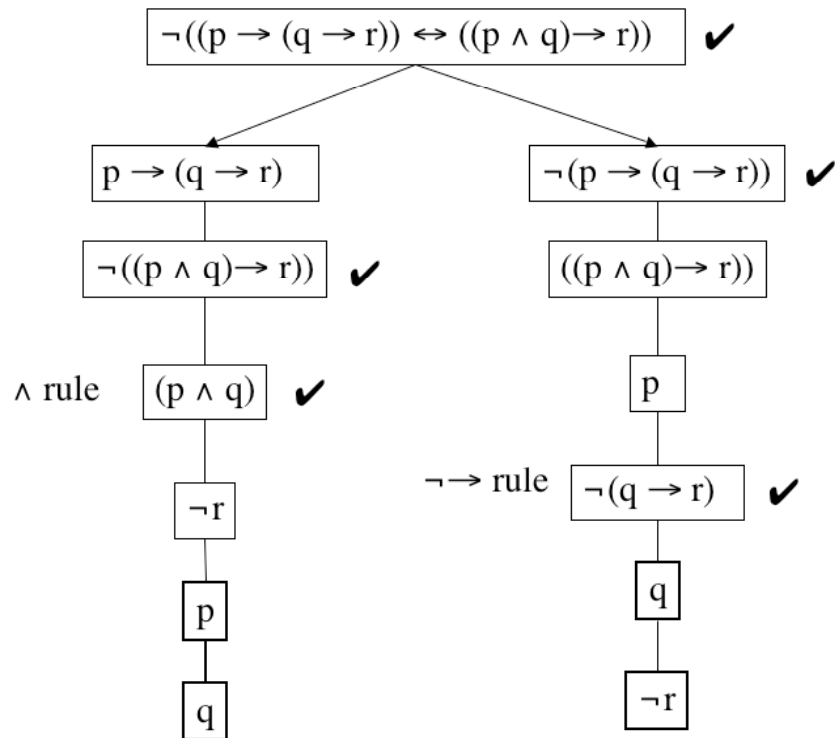 ¬((p → (q → r)) ↔ ((p ∧ q)→ r)) ✔
p → (q → r)
¬((p ∧ q)→ r)) ✔
∧ rule (p ∧ q) ✔
¬r
p
q
¬(p → (q → r)) ✔
((p ∧ q)→ r))
p
¬→ rule ¬(q → r) ✔
q
¬r